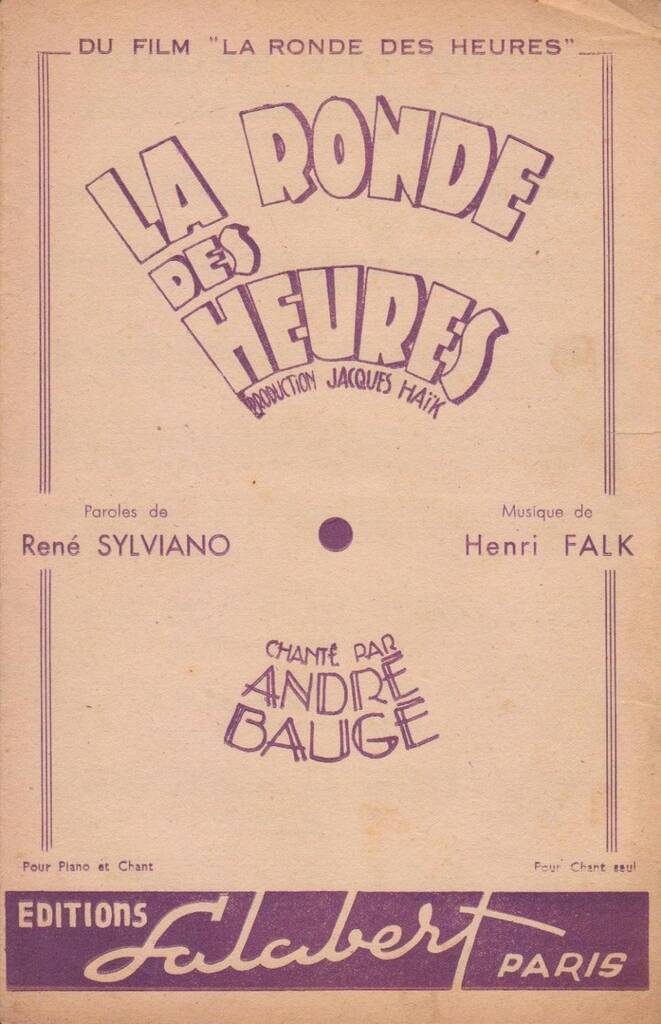 DU FILM "LA RONDE DES HEURES"
LA RONDE
DES
HEURES
PRODUCTION JACQUES HAÏK
Paroles de
René SYLVIANO
Musique de
Henri FALK
CHANTÉ PAR
ANDRÉ
BAUGÉ
Pour Piano et Chant
Pour Chant seul
EDITIONS Salabert PARIS